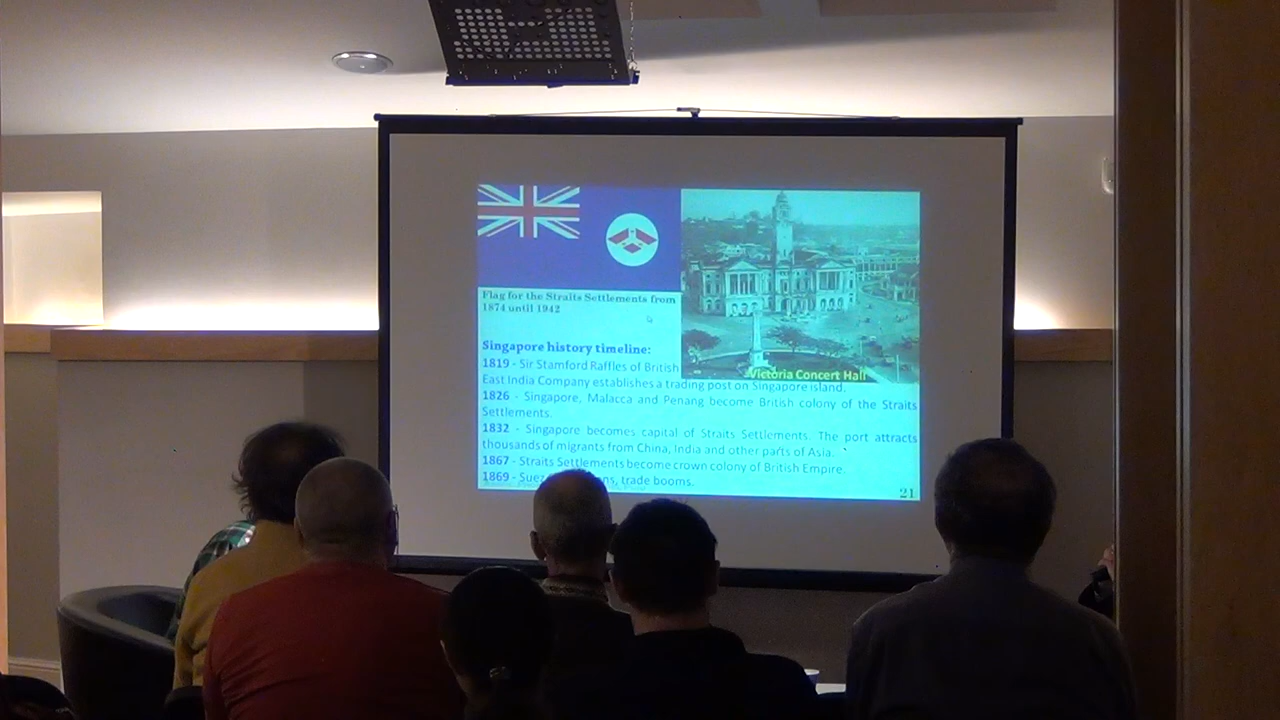 Flag for the Straits Settlements from
1874 until 1942
Victoria Concert Hall
Singapore history timeline:
1819 - Sir Stamford Raffles of British
East India Company establishes a trading post on Singapore island.
1826 - Singapore, Malacca and Penang become British colony of the Straits
Settlements.
1832 - Singapore becomes capital of Straits Settlements. The port attracts
thousands of migrants from China, India and other parts of Asia.
1867 - Straits Settlements become crown colony of British Empire.
1869 - Suez ns, trade booms.
21